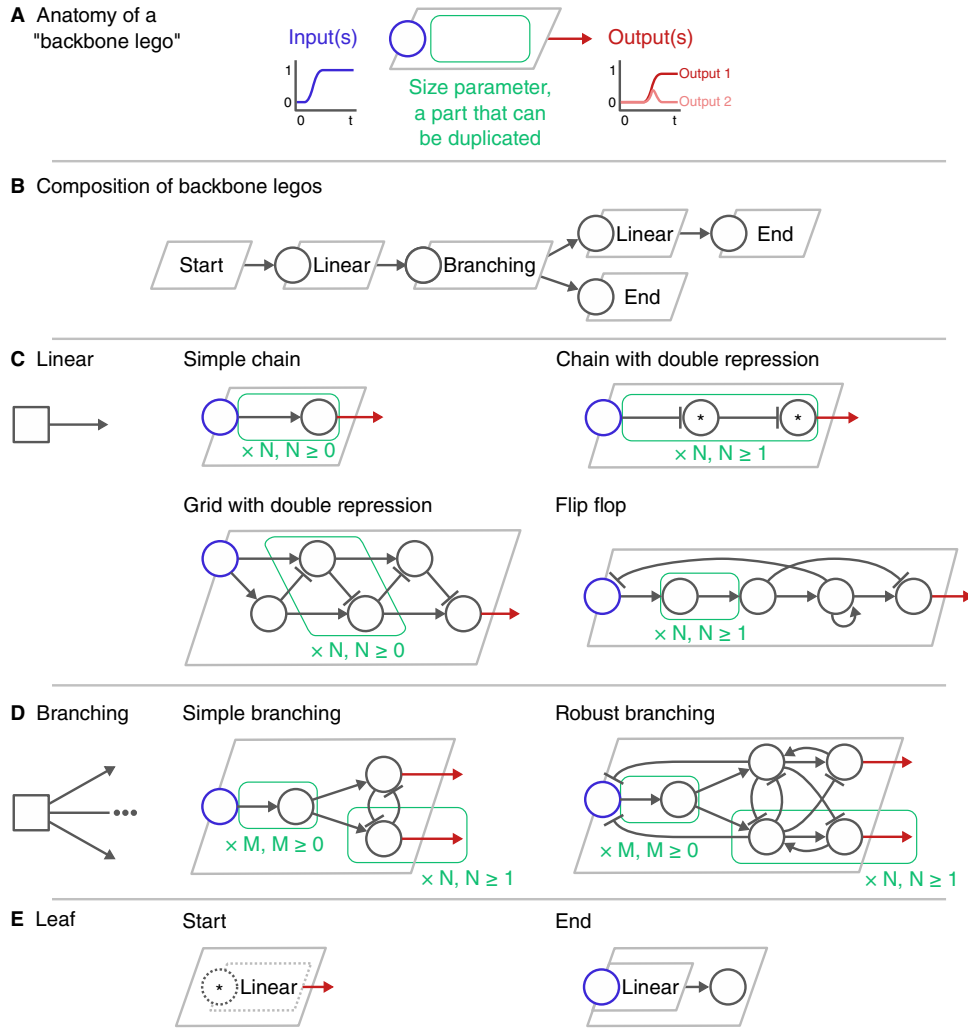 A Anatomy of a
"backbone lego"
Input(s)
Output(s)
1
0
0
t
Size parameter,
a part that can
be duplicated
1
0
0
t
Output 1
Output 2
B Composition of backbone legos
Start
Linear
Branching
Linear
End
End
C Linear
Simple chain
Chain with double repression
× N, N ≥ 0
*
*
× N, N ≥ 1
Grid with double repression
Flip flop
× N, N ≥ 0
× N, N ≥ 1
D Branching
Simple branching
Robust branching
× M, M ≥ 0
× N, N ≥ 1
× M, M ≥ 0
× N, N ≥ 1
E Leaf
Start
End
*
Linear
Linear